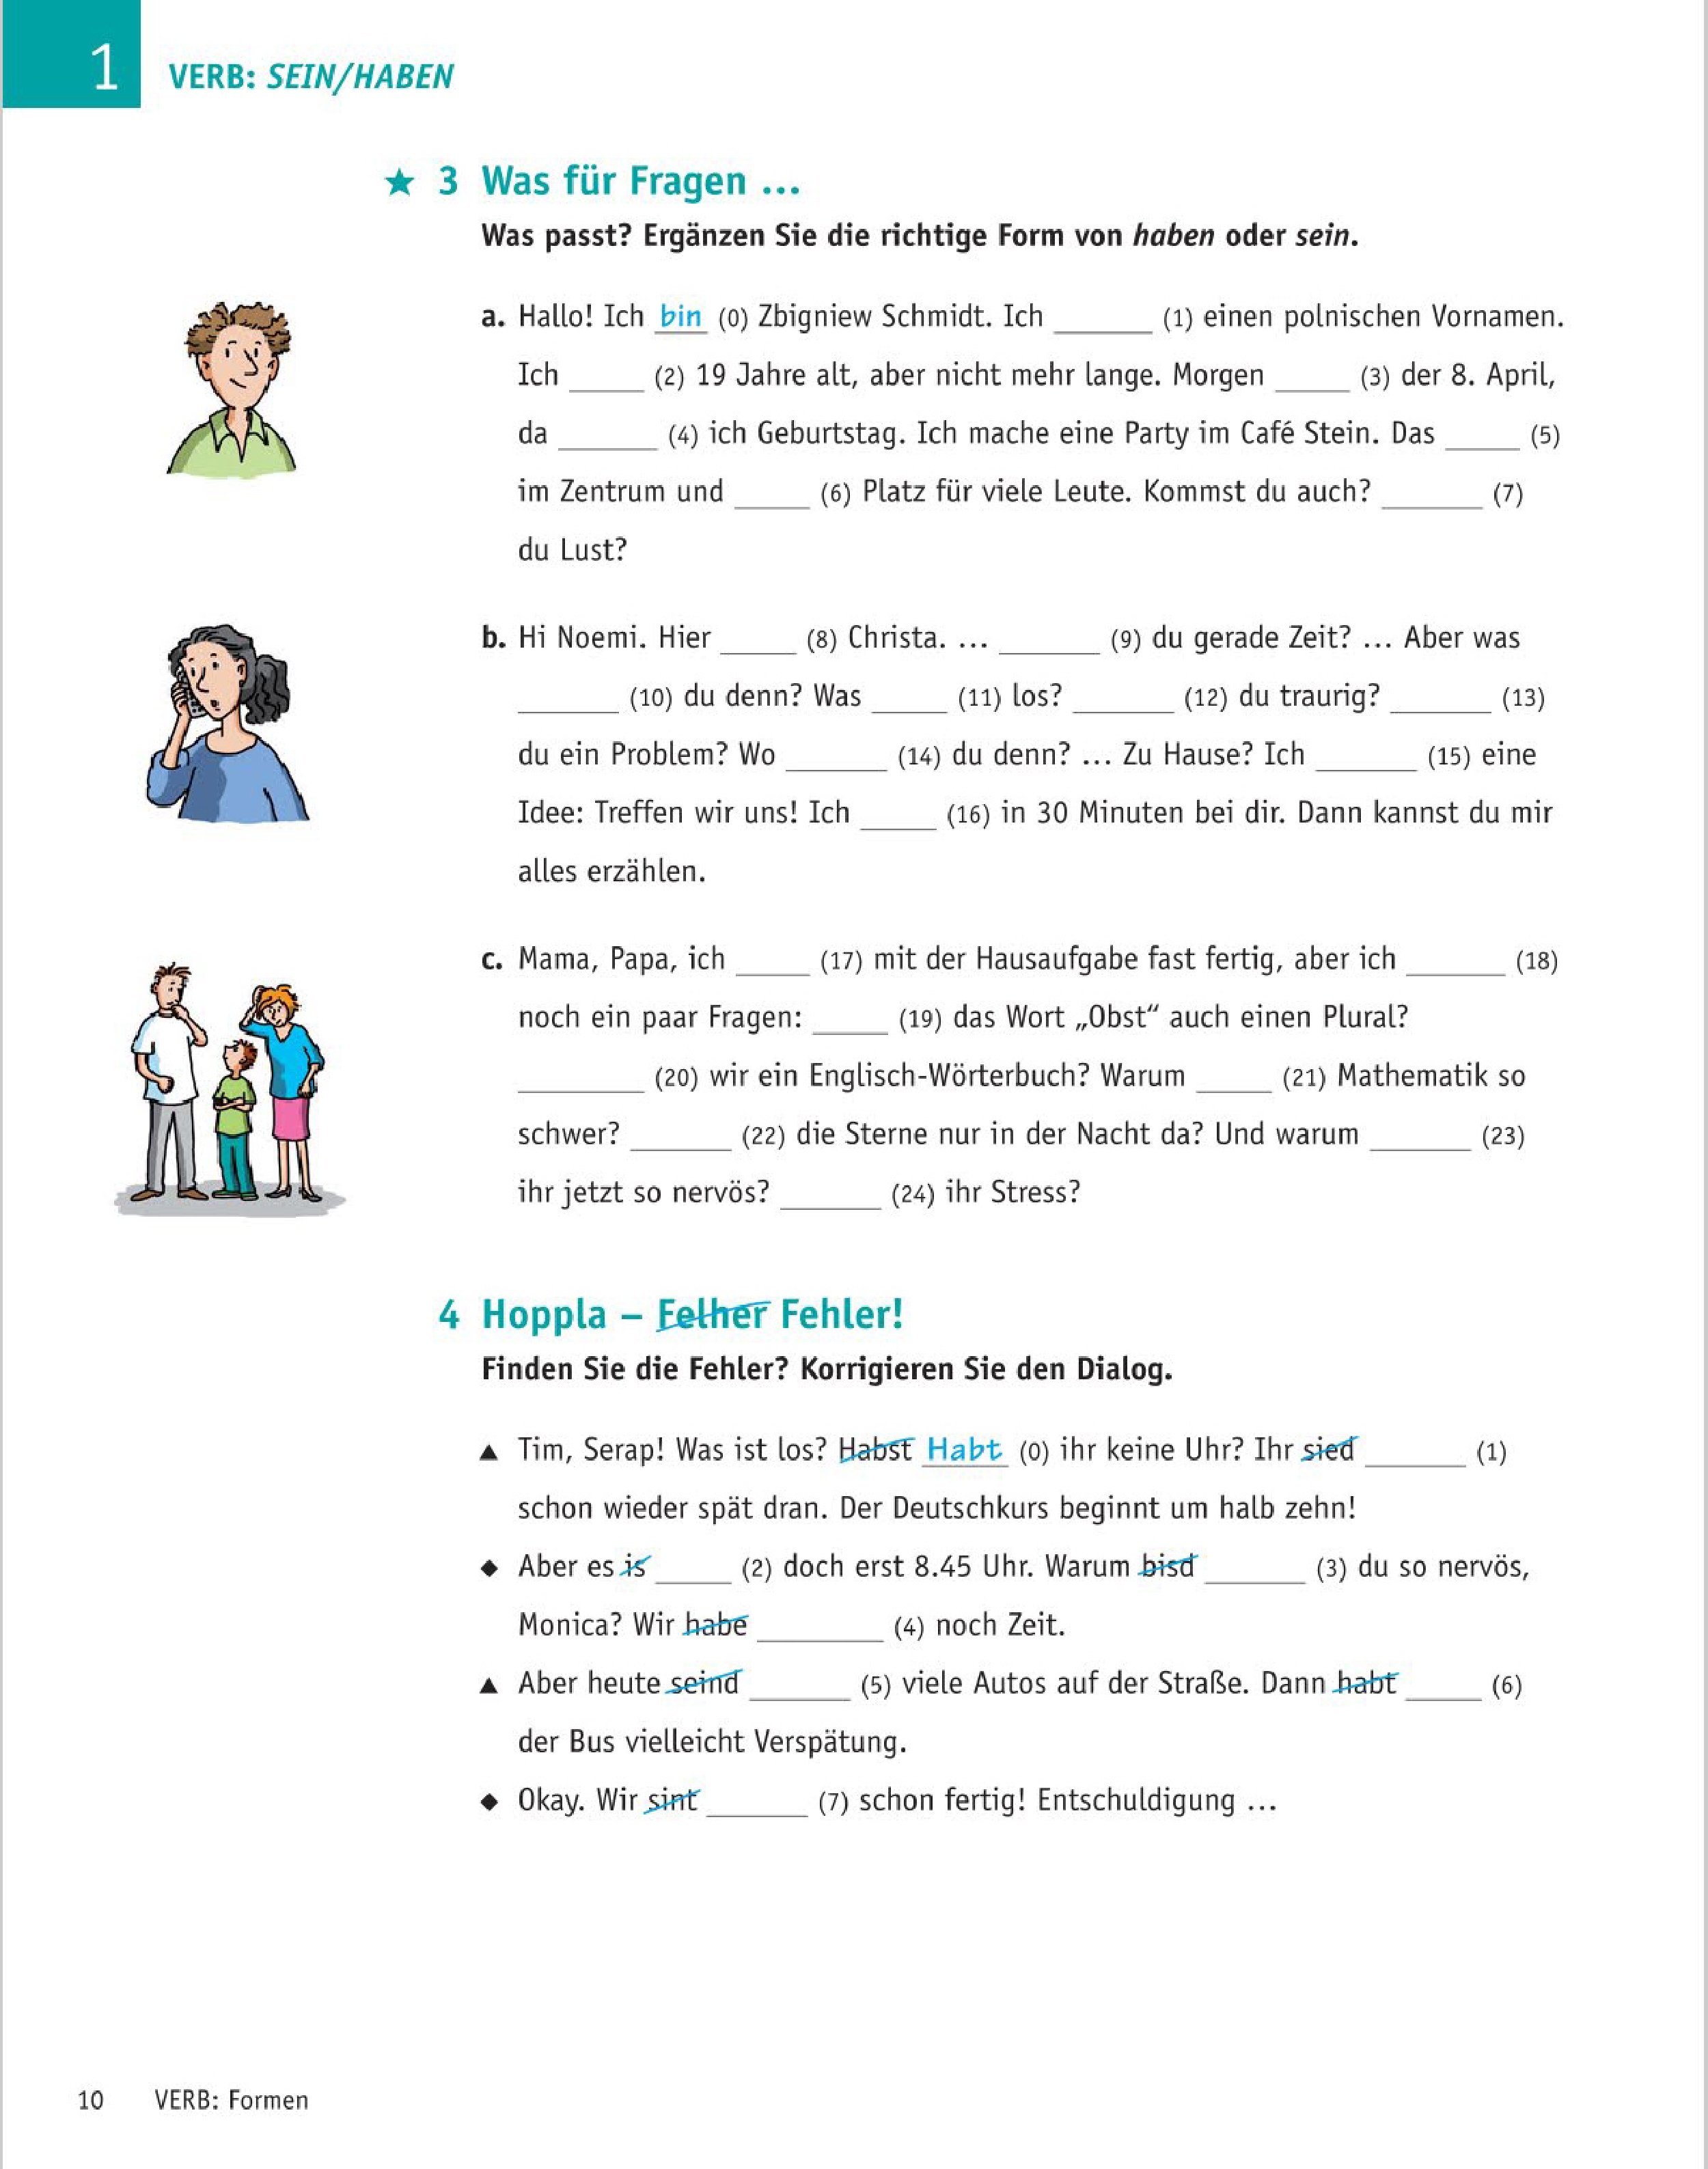 1 VERB: SEIN/HABEN
★ 3 Was für Fragen ...
Was passt? Ergänzen Sie die richtige Form von haben oder sein.
a. Hallo! Ich bin (0) Zbigniew Schmidt. Ich ______ (1) einen polnischen Vornamen.
Ich _____ (2) 19 Jahre alt, aber nicht mehr lange. Morgen _____ (3) der 8. April,
da ______ (4) ich Geburtstag. Ich mache eine Party im Café Stein. Das _____ (5)
im Zentrum und _____ (6) Platz für viele Leute. Kommst du auch? ______ (7)
du Lust?
b. Hi Noemi. Hier _____ (8) Christa. ... ______ (9) du gerade Zeit? ... Aber was
______ (10) du denn? Was _____ (11) los? ______ (12) du traurig? ______ (13)
du ein Problem? Wo ______ (14) du denn? ... Zu Hause? Ich ______ (15) eine
Idee: Treffen wir uns! Ich _____ (16) in 30 Minuten bei dir. Dann kannst du mir
alles erzählen.
c. Mama, Papa, ich _____ (17) mit der Hausaufgabe fast fertig, aber ich ______ (18)
noch ein paar Fragen: _____ (19) das Wort „Obst“ auch einen Plural?
________ (20) wir ein Englisch-Wörterbuch? Warum _____ (21) Mathematik so
schwer? ______ (22) die Sterne nur in der Nacht da? Und warum ______ (23)
ihr jetzt so nervös? ______ (24) ihr Stress?
4 Hoppla – Felher Fehler!
Finden Sie die Fehler? Korrigieren Sie den Dialog.
▲ Tim, Serap! Was ist los? Habst Habt (0) ihr keine Uhr? Ihr sied ______ (1)
schon wieder spät dran. Der Deutschkurs beginnt um halb zehn!
◆ Aber es is _____ (2) doch erst 8.45 Uhr. Warum bisd ______ (3) du so nervös,
Monica? Wir habe ________ (4) noch Zeit.
▲ Aber heute seind ______ (5) viele Autos auf der Straße. Dann habt _____ (6)
der Bus vielleicht Verspätung.
◆ Okay. Wir sint ______ (7) schon fertig! Entschuldigung ...
10 VERB: Formen